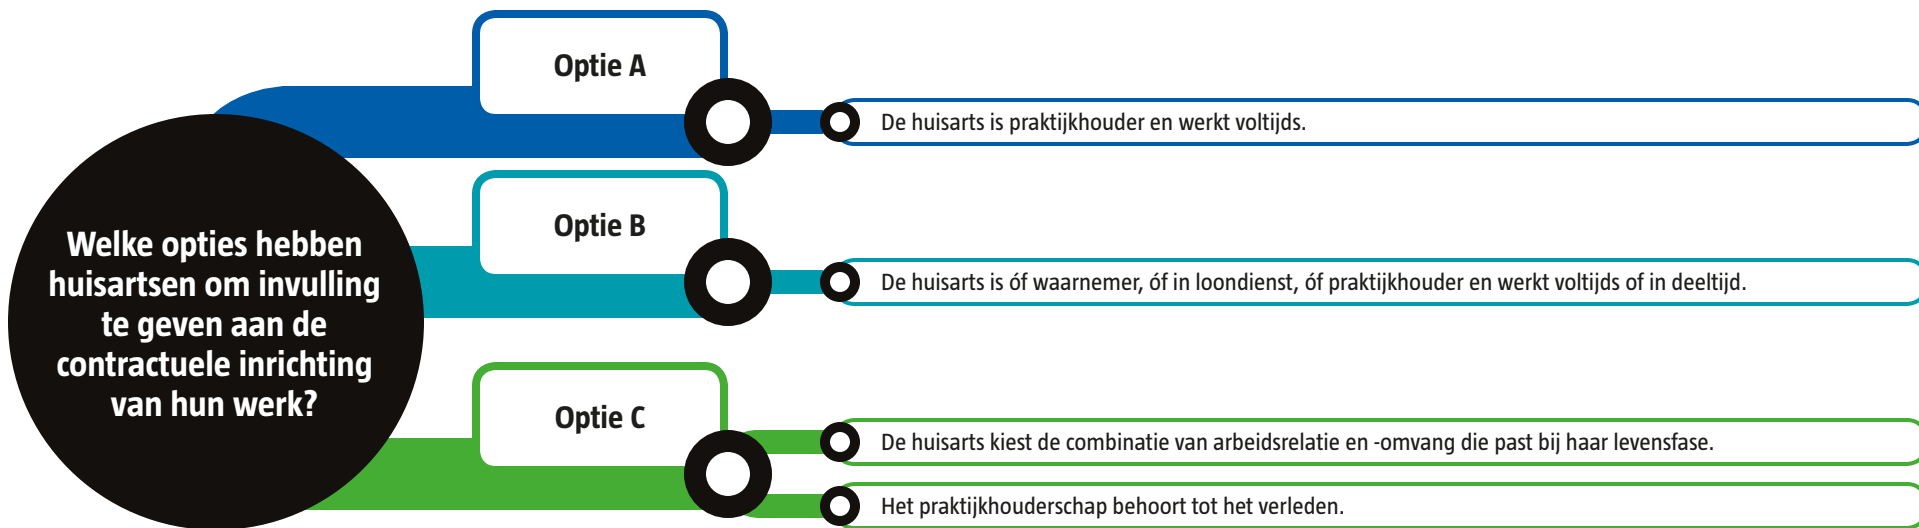 Welke opties hebben
huisartsen om invulling
te geven aan de
contractuele inrichting
van hun werk?
Optie A
De huisarts is praktijkhouder en werkt voltijds.
Optie B
De huisarts is óf waarnemer, óf in loondienst, óf praktijkhouder en werkt voltijds of in deeltijd.
Optie C
De huisarts kiest de combinatie van arbeidsrelatie en -omvang die past bij haar levensfase.
Het praktijkhouderschap behoort tot het verleden.